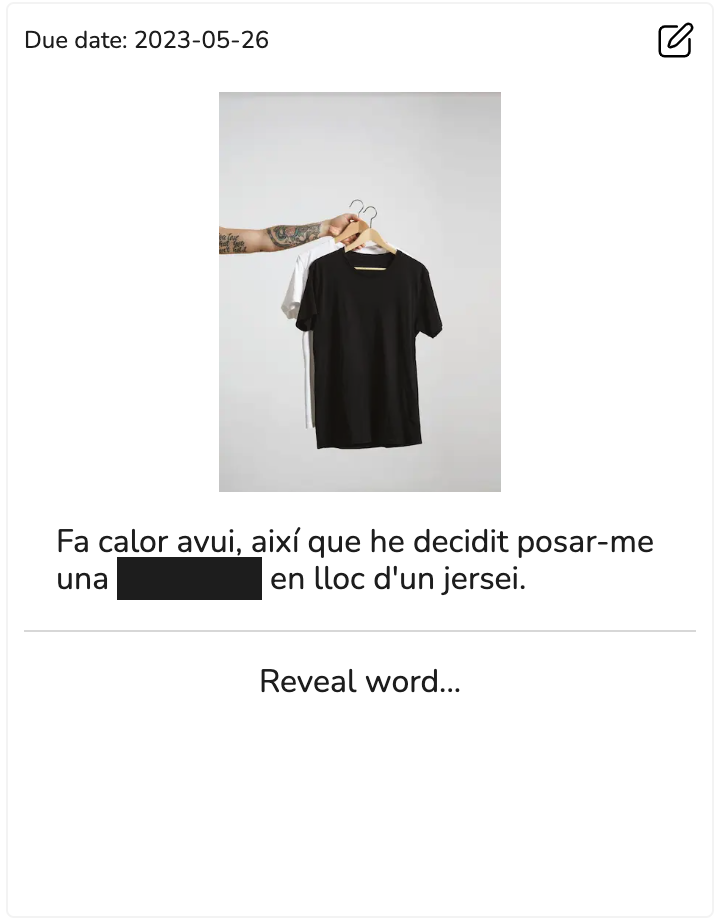 Due date: 2023-05-26
Fa calor avui, així que he decidit posar-me
una en lloc d'un jersei.
Reveal word...